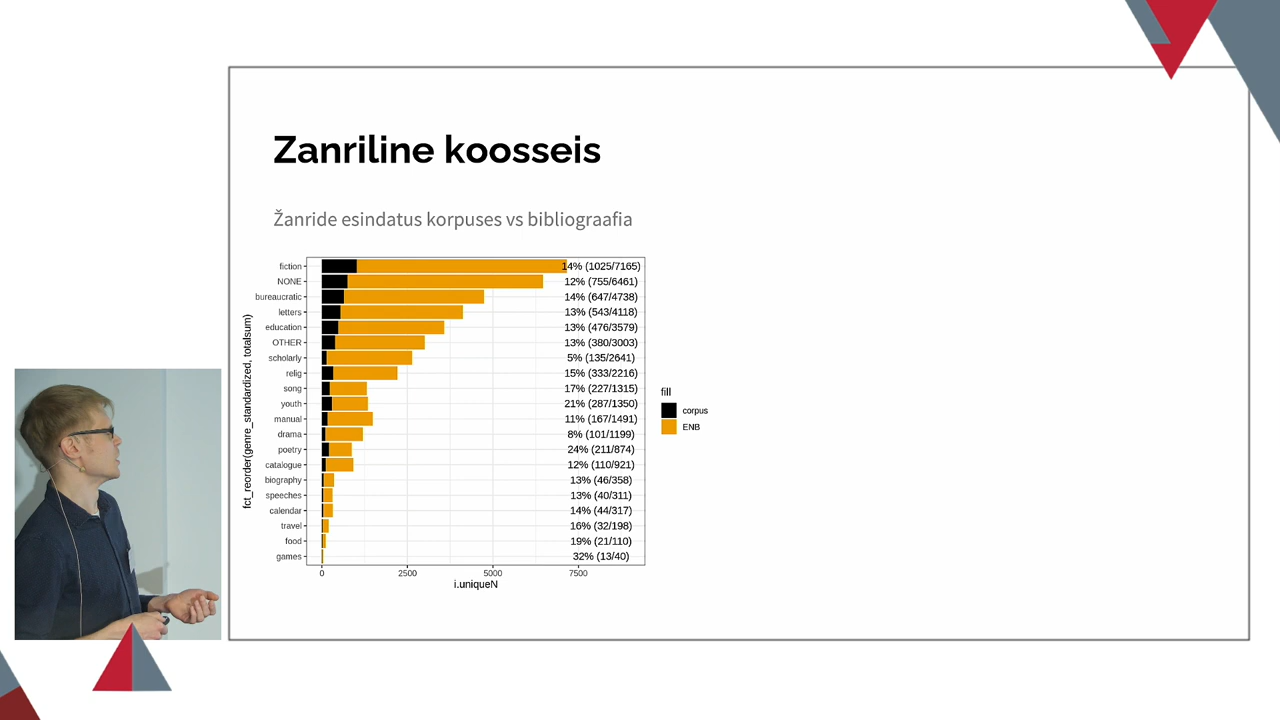 Zanriline koosseis
Žanride esindatus korpuses vs bibliograafia
fct_reorder(genre_standardized, totalsum)
fiction 14% (1025/7165)
NONE 12% (755/6461)
bureaucratic 14% (647/4738)
letters 13% (543/4118)
education 13% (476/3579)
OTHER 13% (380/3003)
scholarly 5% (135/2641)
relig 15% (333/2216)
song 17% (227/1315)
youth 21% (287/1350)
manual 11% (167/1491)
drama 8% (101/1199)
poetry 24% (211/874)
catalogue 12% (110/921)
biography 13% (46/358)
speeches 13% (40/311)
calendar 14% (44/317)
travel 16% (32/198)
food 19% (21/110)
games 32% (13/40)
0 2500 5000 7500
i.uniqueN
fill
corpus
ENB